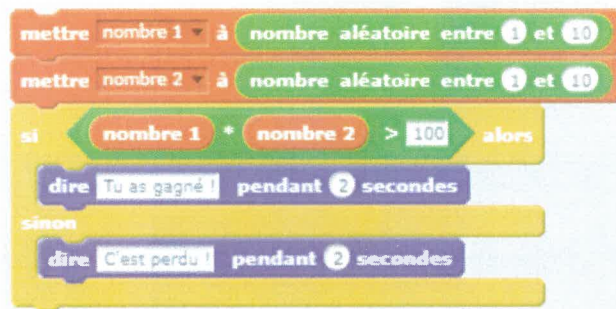 mettre nombre 1 à nombre aléatoire entre 1 et 10
mettre nombre 2 à nombre aléatoire entre 1 et 10
si nombre 1 * nombre 2 > 100 alors
dire Tu as gagné ! pendant 2 secondes
sinon
dire C'est perdu ! pendant 2 secondes